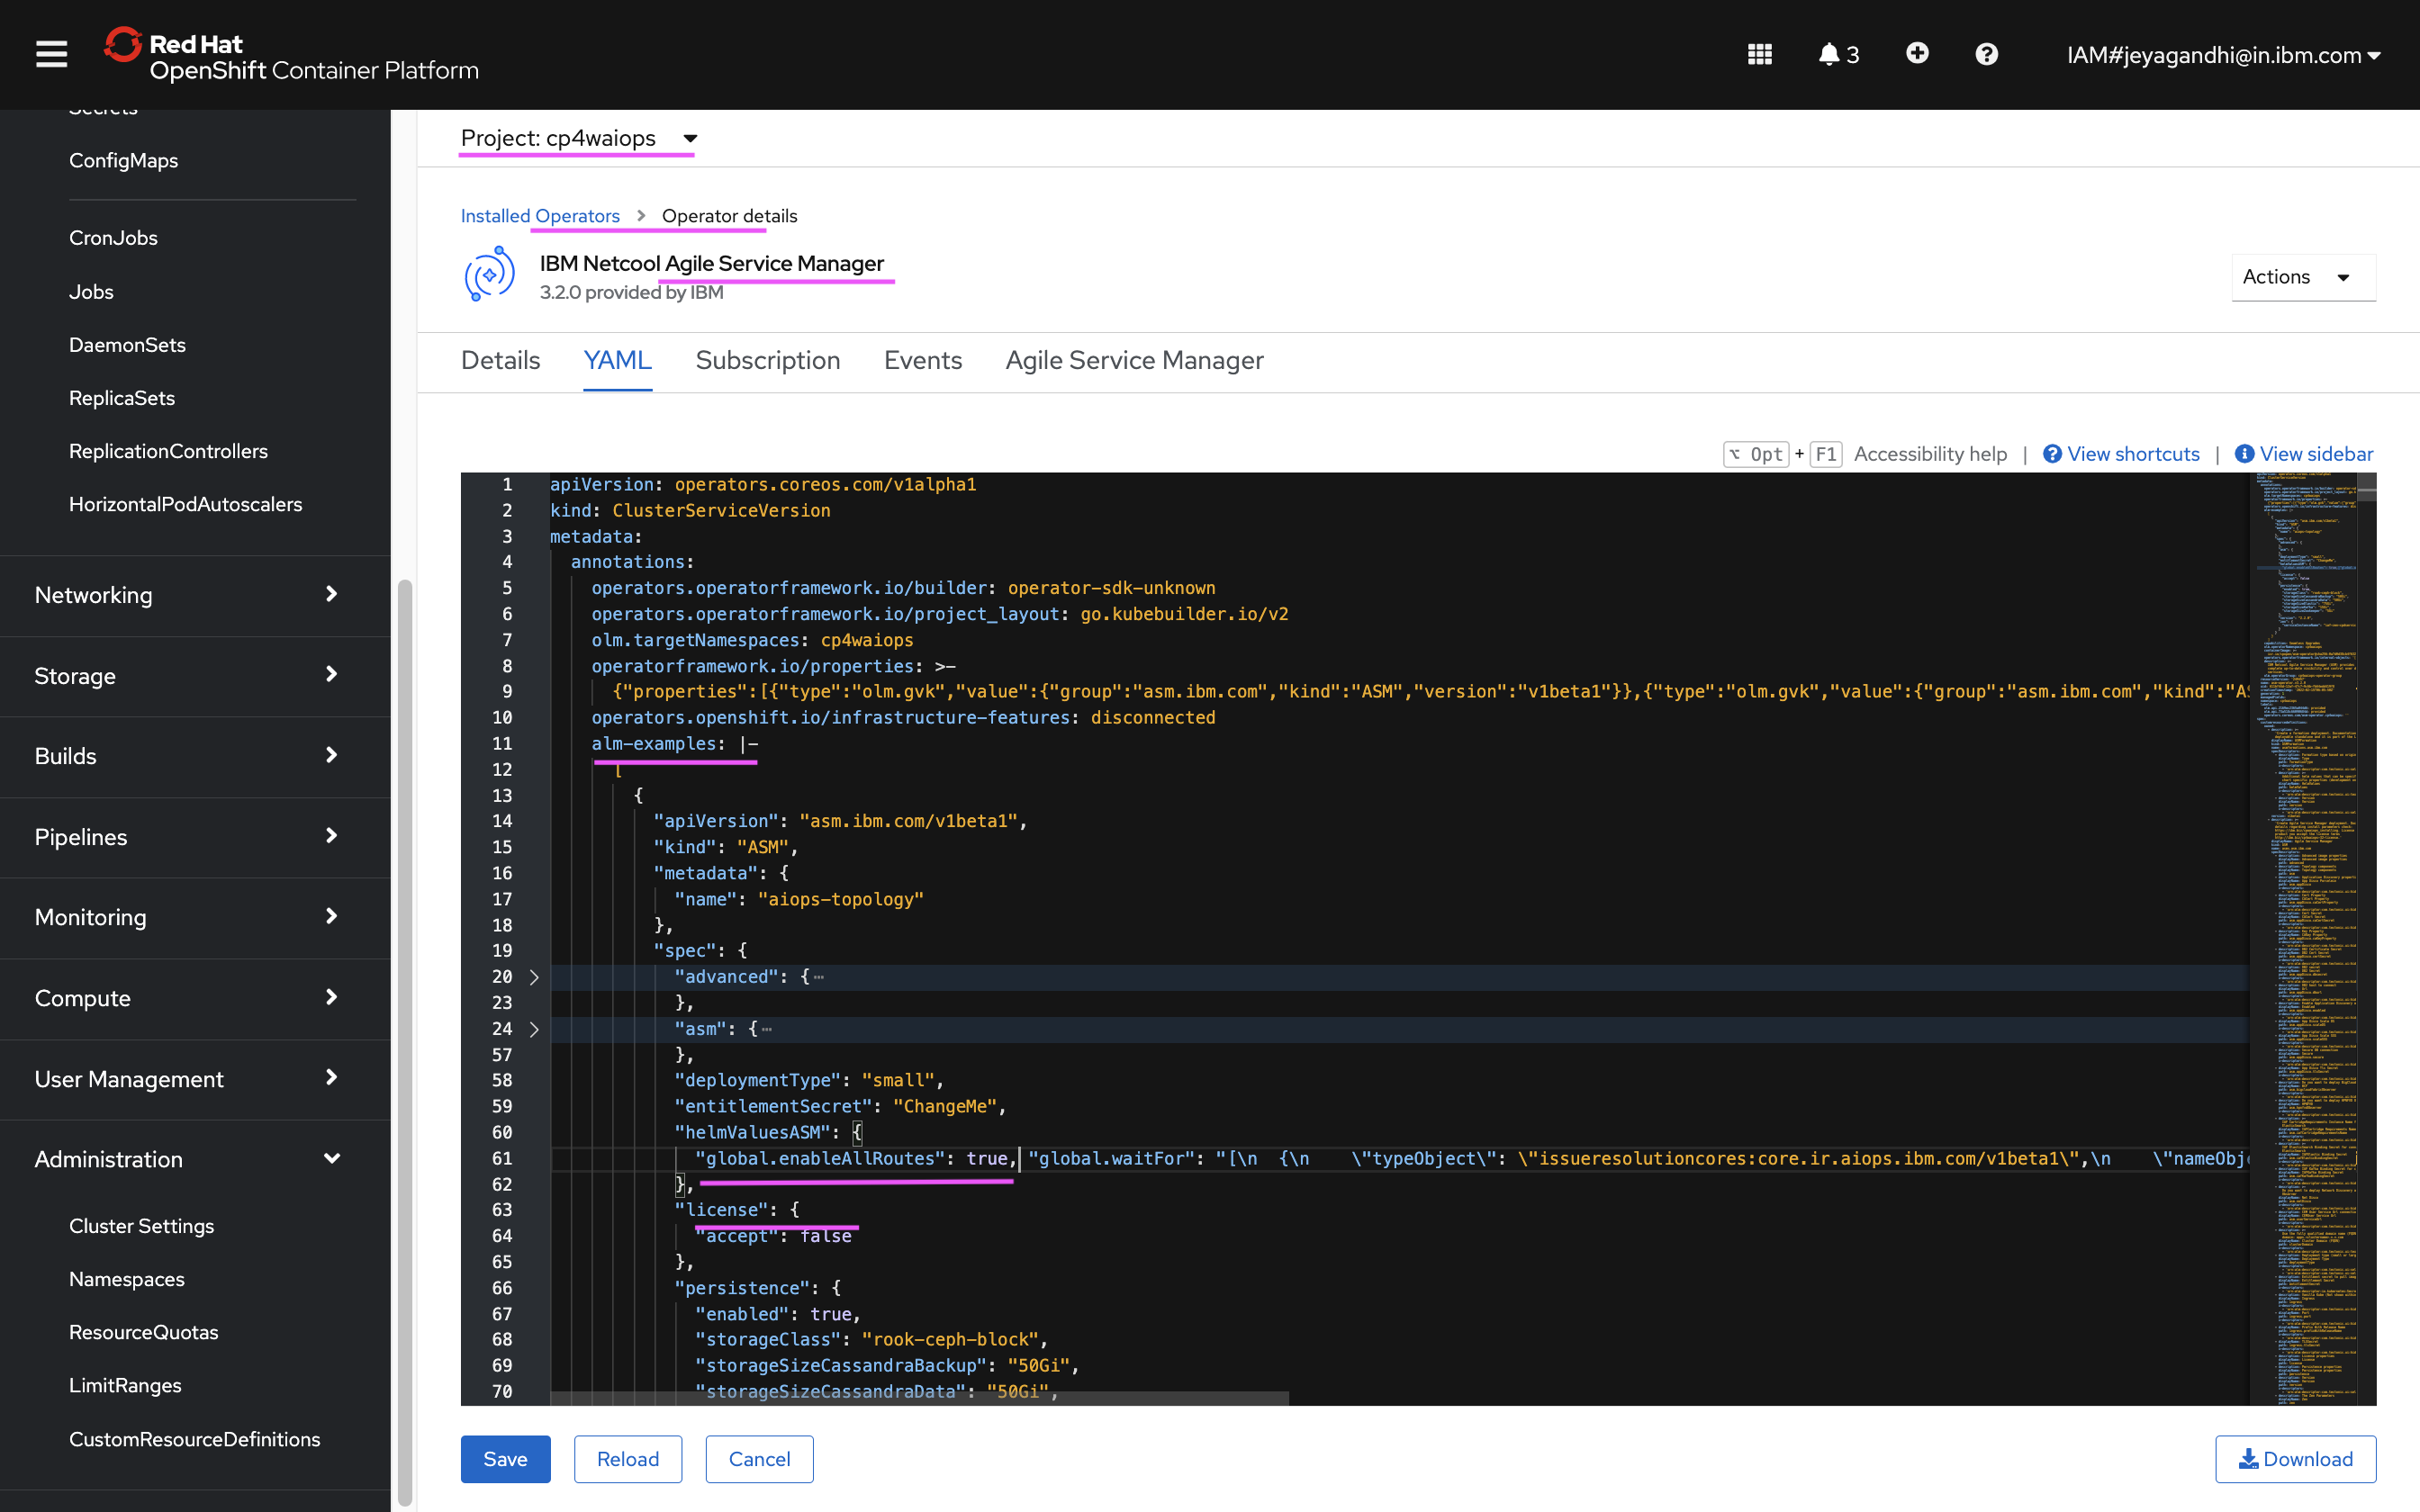 Red Hat
OpenShift Container Platform
3
IAM#jeyagandhi@in.ibm.com
Secrets
ConfigMaps
CronJobs
Jobs
DaemonSets
ReplicaSets
ReplicationControllers
HorizontalPodAutoscalers
Networking
Storage
Builds
Pipelines
Monitoring
Compute
User Management
Administration
Cluster Settings
Namespaces
ResourceQuotas
LimitRanges
CustomResourceDefinitions
Project: cp4waiops
Installed Operators > Operator details
IBM Netcool Agile Service Manager
3.2.0 provided by IBM
Actions
Details YAML Subscription Events Agile Service Manager
⌥ Opt + F1 Accessibility help | View shortcuts | View sidebar
1 apiVersion: operators.coreos.com/v1alpha1
2 kind: ClusterServiceVersion
3 metadata:
4 annotations:
5 operators.operatorframework.io/builder: operator-sdk-unknown
6 operators.operatorframework.io/project_layout: go.kubebuilder.io/v2
7 olm.targetNamespaces: cp4waiops
8 operatorframework.io/properties: >-
9 {"properties":[{"type":"olm.gvk","value":{"group":"asm.ibm.com","kind":"ASM","version":"v1beta1"}},{"type":"olm.gvk","value":{"group":"asm.ibm.com","kind":"AS
10 operators.openshift.io/infrastructure-features: disconnected
11 alm-examples: |-
12 [
13 {
14 "apiVersion": "asm.ibm.com/v1beta1",
15 "kind": "ASM",
16 "metadata": {
17 "name": "aiops-topology"
18 },
19 "spec": {
20 "advanced": {⋯
23 },
24 "asm": {⋯
57 },
58 "deploymentType": "small",
59 "entitlementSecret": "ChangeMe",
60 "helmValuesASM": {
61 "global.enableAllRoutes": true, "global.waitFor": "[\n  {\n    \"typeObject\": \"issueresolutioncores:core.ir.aiops.ibm.com/v1beta1\",\n    \"nameObje
62 },
63 "license": {
64 "accept": false
65 },
66 "persistence": {
67 "enabled": true,
68 "storageClass": "rook-ceph-block",
69 "storageSizeCassandraBackup": "50Gi",
70 "storageSizeCassandraData": "50Gi",
Save Reload Cancel Download